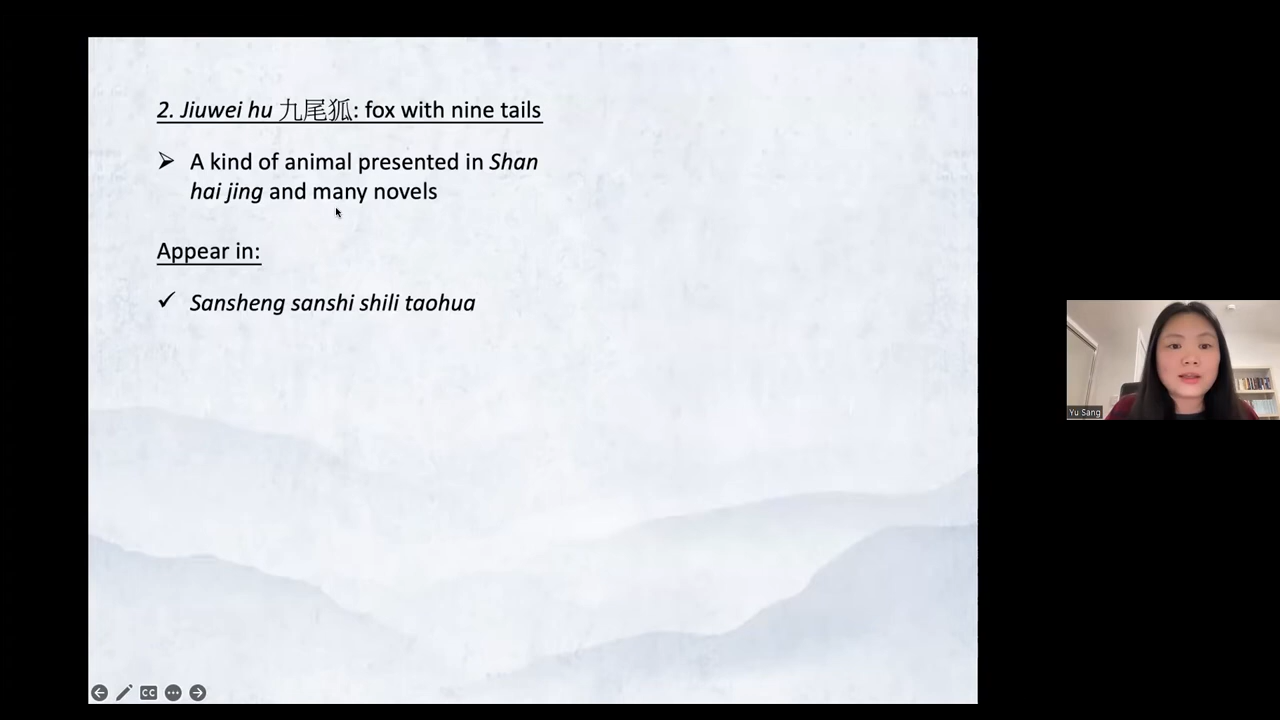 2. Jiuwei hu 九尾狐: fox with nine tails
➢ A kind of animal presented in Shan
hai jing and many novels
Appear in:
✓ Sansheng sanshi shili taohua
Yu Sang
CC